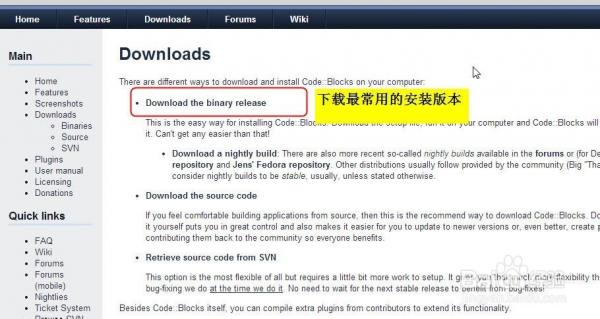 Home Features Downloads Forums Wiki
Main
Home
Features
Screenshots
Downloads
Binaries
Source
SVN
Plugins
User manual
Licensing
Donations
Quick links
FAQ
Wiki
Forums
Forums
(mobile)
Nightlies
Ticket System
Downloads
There are different ways to download and install Code::Blocks on your computer:
Download the binary release
下载最常用的安装版本
This is the easy way for installing Code::Blocks. Download the setup file, run it on your computer and Code::Blocks will
it. Can't get any easier than that!
Download a nightly build: There are also more recent so-called nightly builds available in the forums or (for De
repository and Jens' Fedora repository. Other distributions usually follow provided by the community (Big "Tha
consider nightly builds to be stable, usually, unless stated otherwise.
Download the source code
If you feel comfortable building applications from source, then this is the recommend way to download Code::Blocks. Do
it yourself puts you in great control and also makes it easier for you to update to newer versions or, even better, create p
contributing them back to the community so everyone benefits.
Retrieve source code from SVN
This option is the most flexible of all but requires a little bit more work to setup. It gives you that much more flexibility th
bug-fixing we do at the time we do it. No need to wait for the next stable release to benefit from bug-fixes!
Besides Code::Blocks itself, you can compile extra plugins from contributors to extend its functionality.